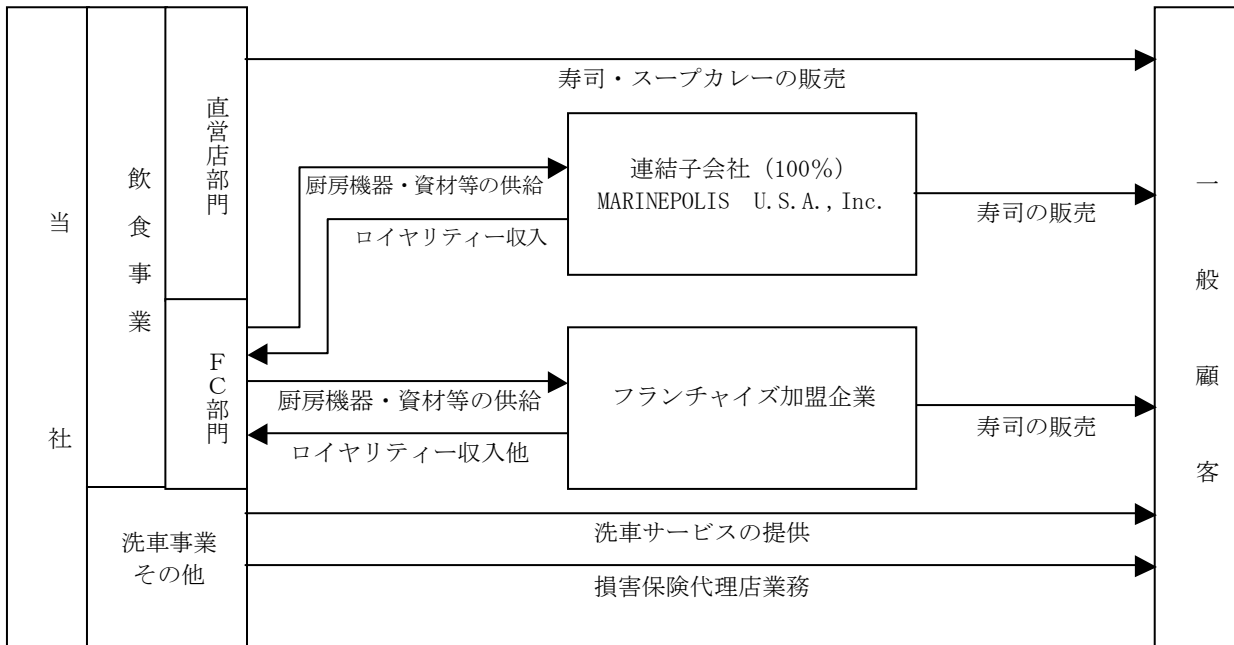 当社
飲食事業
直営店部門
FC部門
洗車事業
その他
寿司・スープカレーの販売
厨房機器・資材等の供給
ロイヤリティー収入
連結子会社（100％）
MARINEPOLIS U.S.A.,Inc.
寿司の販売
厨房機器・資材等の供給
ロイヤリティー収入他
フランチャイズ加盟企業
寿司の販売
洗車サービスの提供
損害保険代理店業務
一般顧客